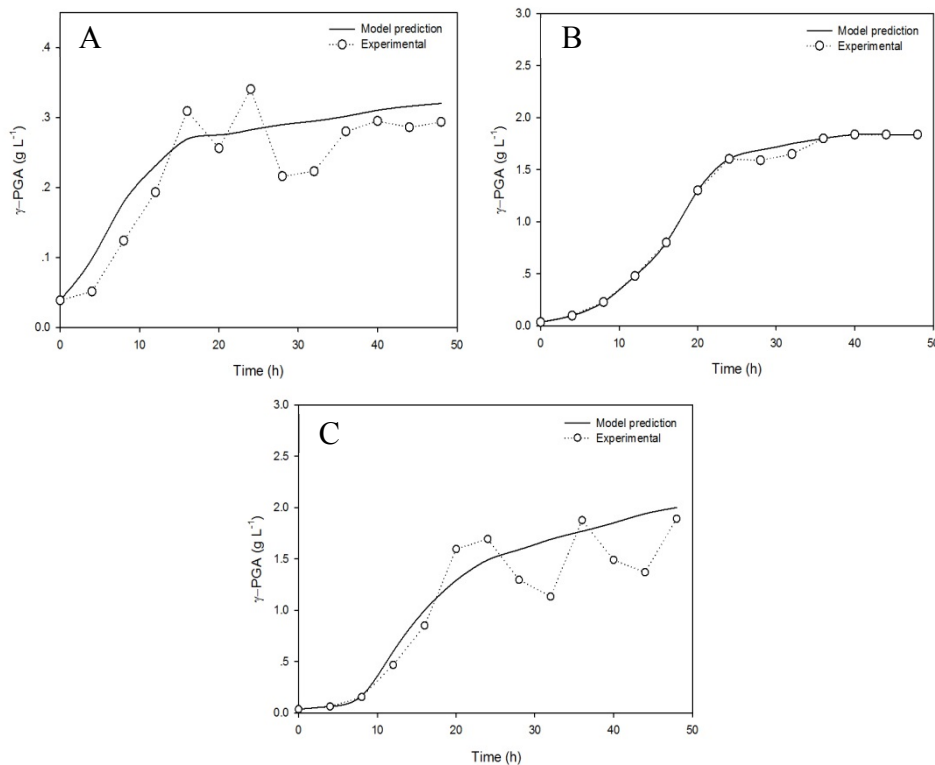 A
Model prediction
Experimental
.4
.3
.2
.1
0.0
γ−PGA (g L⁻¹)
0 10 20 30 40 50
Time (h)
B
Model prediction
Experimental
3.0
2.5
2.0
1.5
1.0
.5
0.0
γ−PGA (g L⁻¹)
0 10 20 30 40 50
Time (h)
C
Model prediction
Experimental
3.0
2.5
2.0
1.5
1.0
.5
0.0
γ−PGA (g L⁻¹)
0 10 20 30 40 50
Time (h)